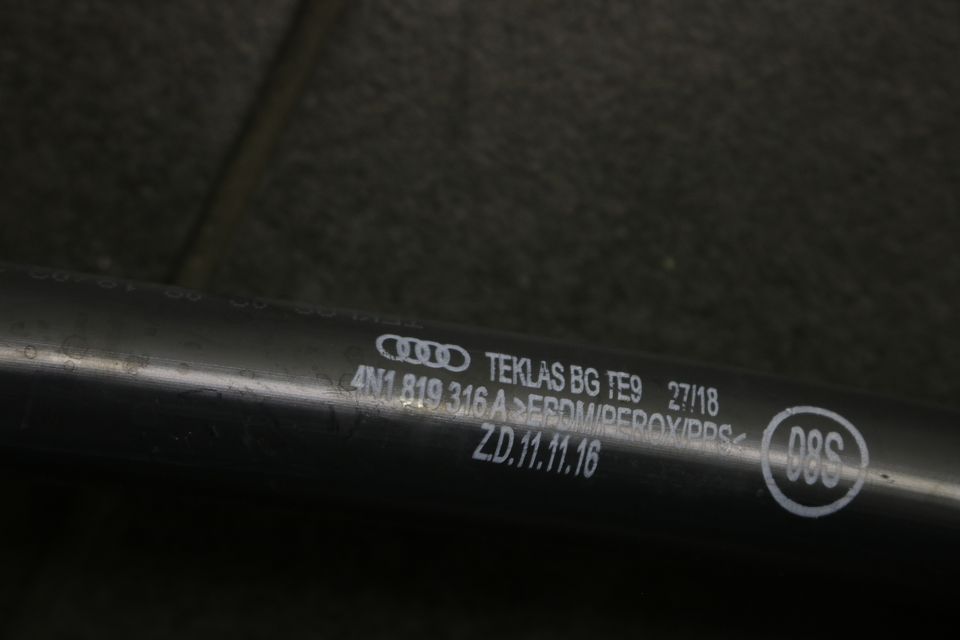 TEKLAS BG TE9 27/18
4N1 819 316 A >EPDM/PEROX/PPS<
Z.D.11.11.16
08S